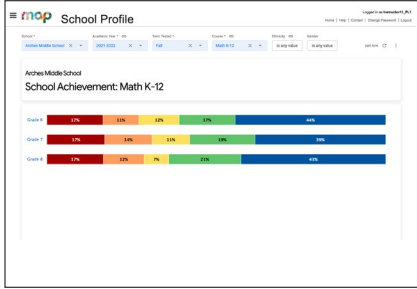 Logged in as Instructor11_PL1
map School Profile
Home | Help | Contact | Change Password | Logout
School * Academic Year * Term Tested * Course * Ethnicity Gender
Arches Middle School 2021-2022 Fall Math K-12 is any value is any value just now
Arches Middle School
School Achievement: Math K-12
Grade 6 17% 11% 12% 17% 44%
Grade 7 17% 14% 11% 19% 39%
Grade 8 17% 12% 7% 21% 43%